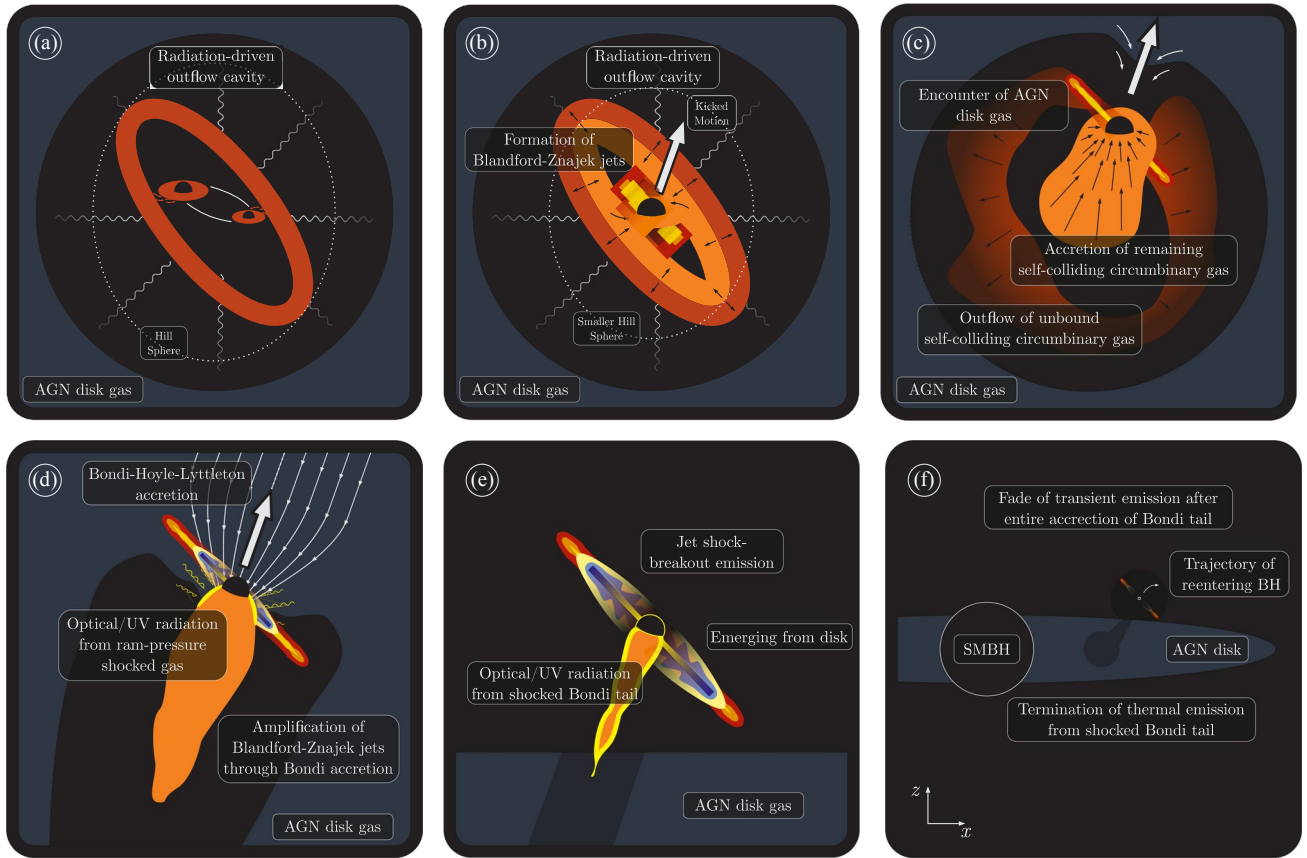 (a)
Radiation-driven
outflow cavity
Hill
Sphere
AGN disk gas
(b)
Radiation-driven
outflow cavity
Kicked
Motion
Formation of
Blandford-Znajek jets
Smaller Hill
Sphere
AGN disk gas
(c)
Encounter of AGN
disk gas
Accretion of remaining
self-colliding circumbinary gas
Outflow of unbound
self-colliding circumbinary gas
AGN disk gas
(d)
Bondi-Hoyle-Lyttleton
accretion
Optical/UV radiation
from ram-pressure
shocked gas
Amplification of
Blandford-Znajek jets
through Bondi accretion
AGN disk gas
(e)
Jet shock-
breakout emission
Emerging from disk
Optical/UV radiation
from shocked Bondi tail
AGN disk gas
(f)
Fade of transient emission after
entire accrection of Bondi tail
Trajectory of
reentering BH
SMBH
AGN disk
Termination of thermal emission
from shocked Bondi tail
z
x